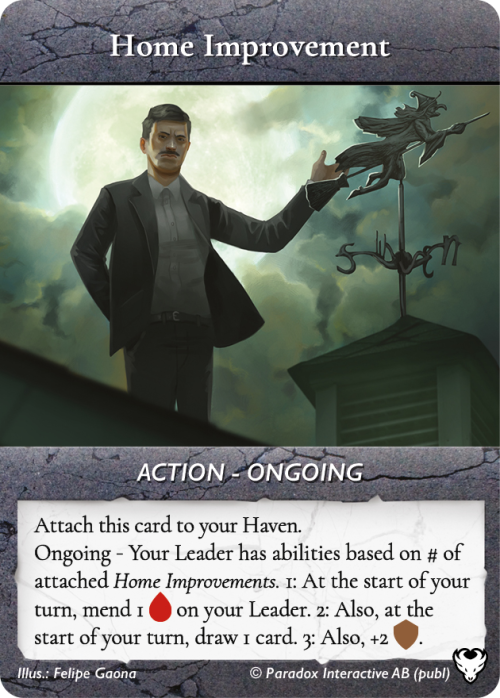 Home Improvement
ACTION - ONGOING
Attach this card to your Haven.
Ongoing - Your Leader has abilities based on # of
attached Home Improvements. 1: At the start of your
turn, mend 1 on your Leader. 2: Also, at the
start of your turn, draw 1 card. 3: Also, +2 .
Illus.: Felipe Gaona
© Paradox Interactive AB (publ)